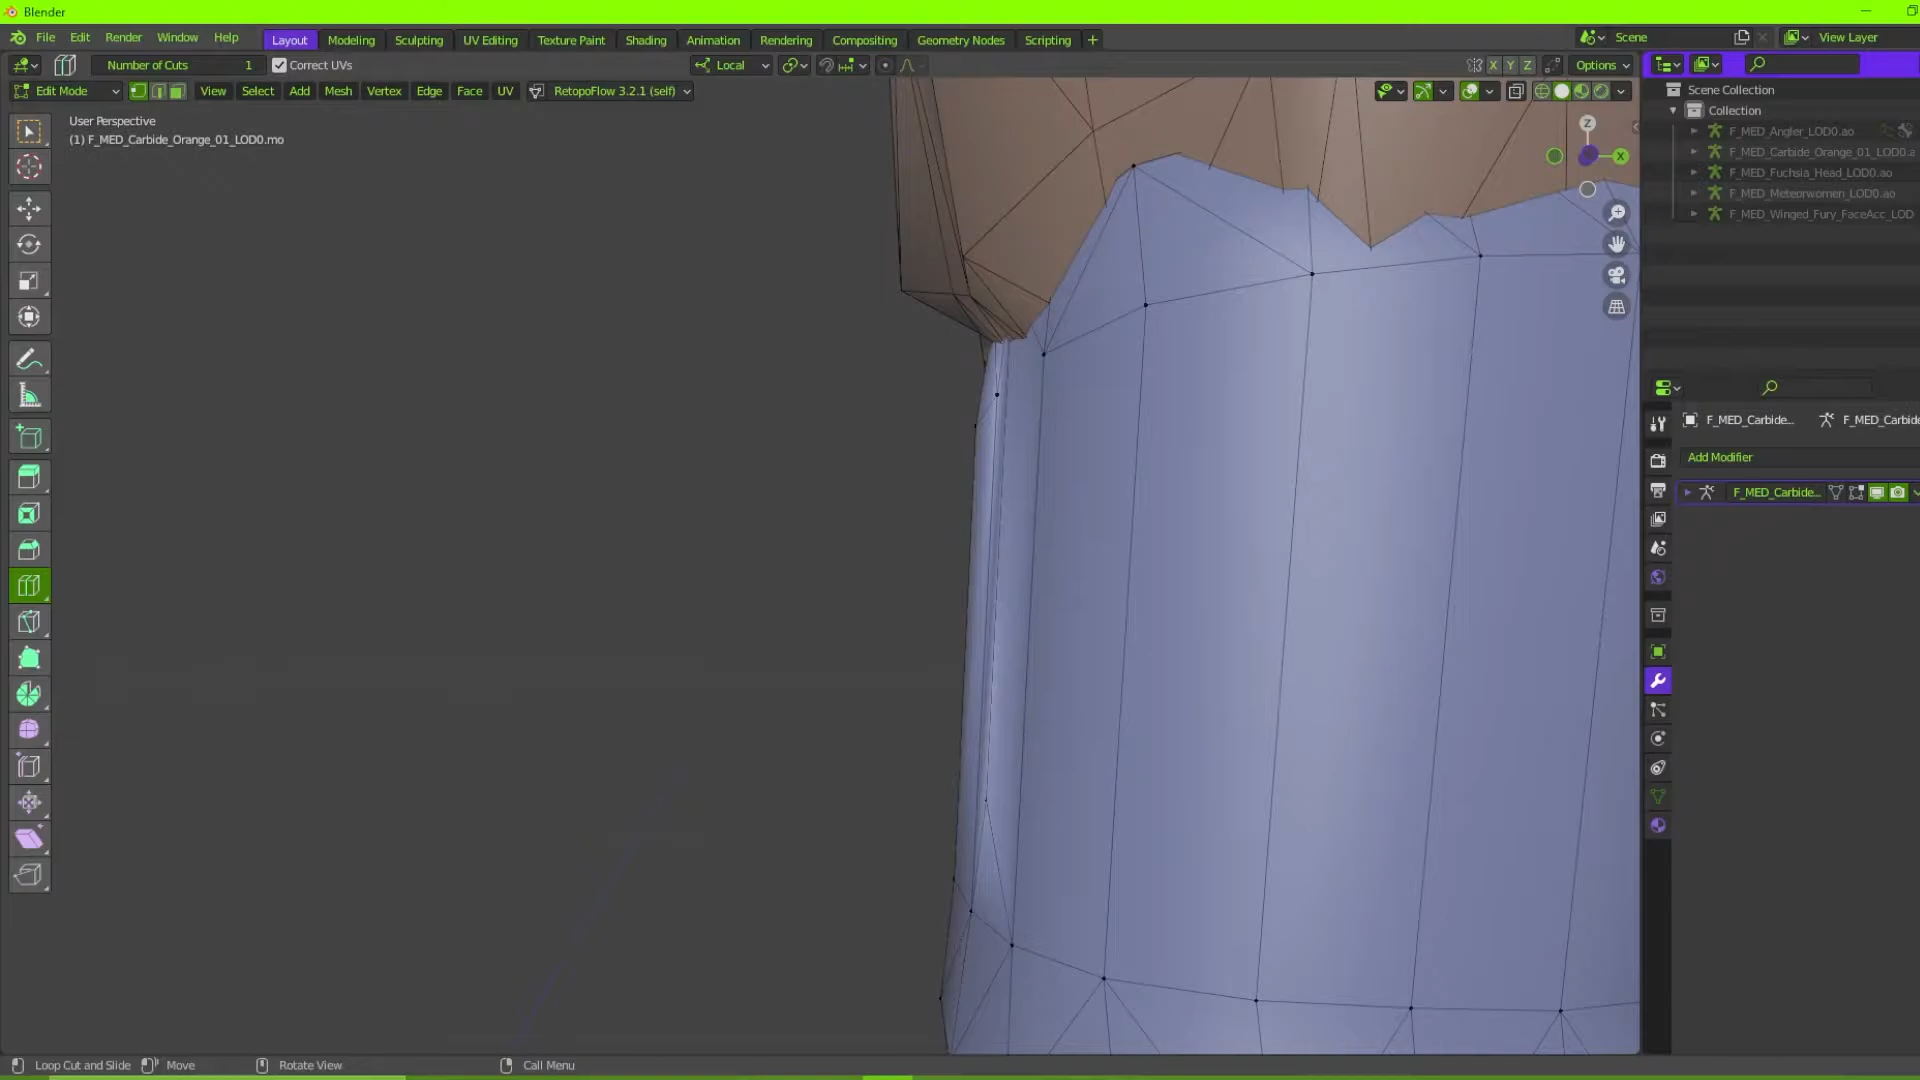 Blender
File Edit Render Window Help Layout Modeling Sculpting UV Editing Texture Paint Shading Animation Rendering Compositing Geometry Nodes Scripting + Scene View Layer
Number of Cuts 1 Correct UVs Local X Y Z Options
Edit Mode View Select Add Mesh Vertex Edge Face UV RetopoFlow 3.2.1 (self)
User Perspective
(1) F_MED_Carbide_Orange_01_LOD0.mo
Z
X
Scene Collection
Collection
F_MED_Angler_LOD0.ao
F_MED_Carbide_Orange_01_LOD0.a
F_MED_Fuchsia_Head_LOD0.ao
F_MED_Meteorwomen_LOD0.ao
F_MED_Winged_Fury_FaceAcc_LOD
F_MED_Carbide... F_MED_Carbide
Add Modifier
F_MED_Carbide...
Loop Cut and Slide Move Rotate View Call Menu